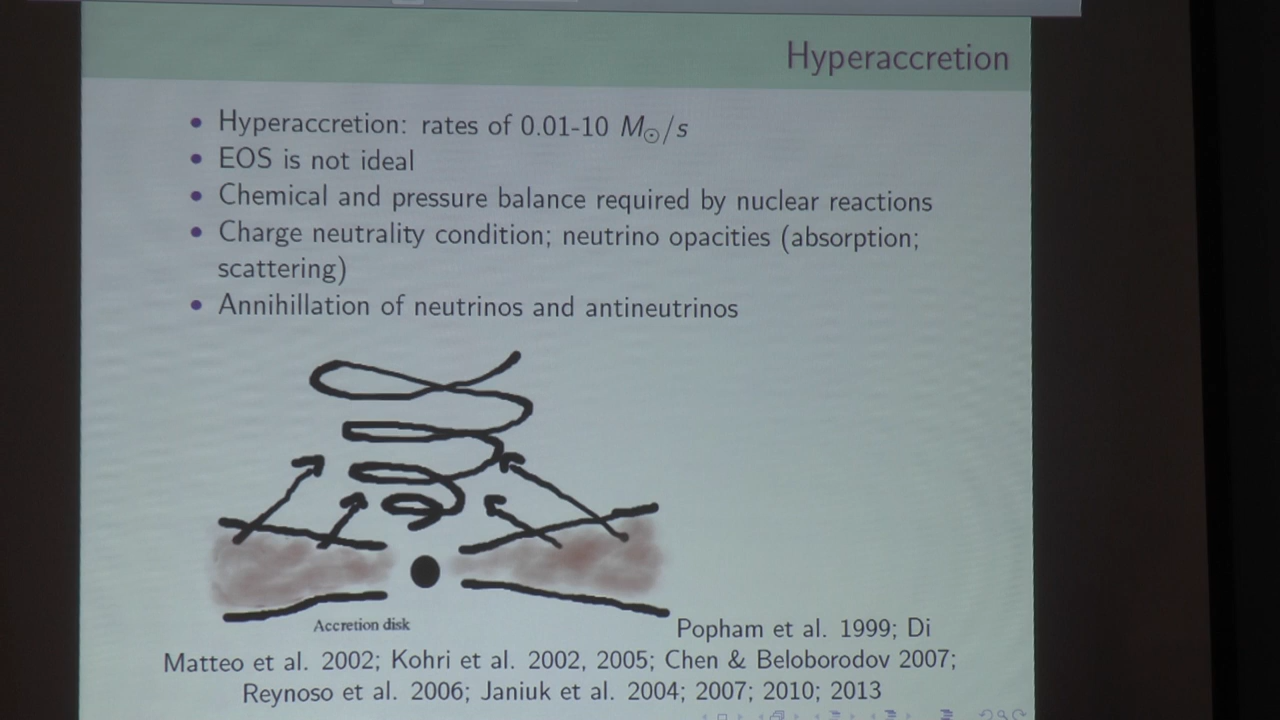 Hyperaccretion
Hyperaccretion: rates of 0.01-10 M⊙/s
EOS is not ideal
Chemical and pressure balance required by nuclear reactions
Charge neutrality condition; neutrino opacities (absorption;
scattering)
Annihillation of neutrinos and antineutrinos
Accretion disk
Popham et al. 1999; Di
Matteo et al. 2002; Kohri et al. 2002, 2005; Chen & Beloborodov 2007;
Reynoso et al. 2006; Janiuk et al. 2004; 2007; 2010; 2013